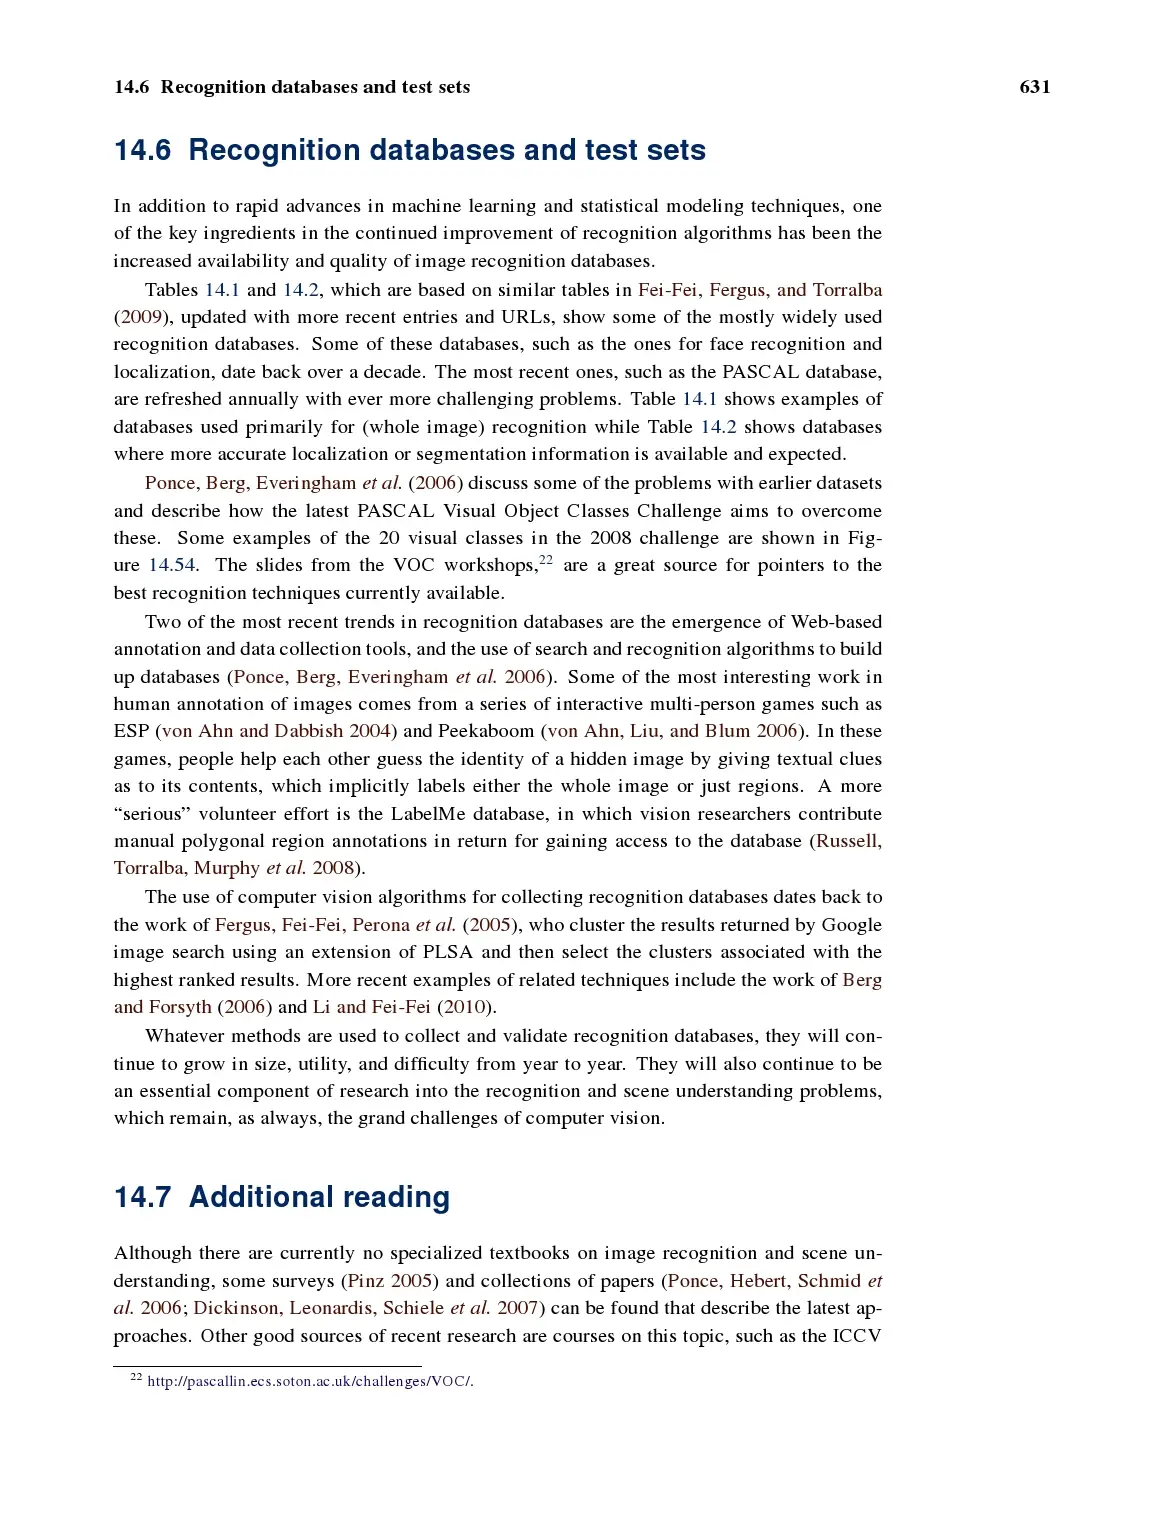 14.6 Recognition databases and test sets 631
14.6 Recognition databases and test sets
In addition to rapid advances in machine learning and statistical modeling techniques, one
of the key ingredients in the continued improvement of recognition algorithms has been the
increased availability and quality of image recognition databases.
Tables 14.1 and 14.2, which are based on similar tables in Fei-Fei, Fergus, and Torralba
(2009), updated with more recent entries and URLs, show some of the mostly widely used
recognition databases. Some of these databases, such as the ones for face recognition and
localization, date back over a decade. The most recent ones, such as the PASCAL database,
are refreshed annually with ever more challenging problems. Table 14.1 shows examples of
databases used primarily for (whole image) recognition while Table 14.2 shows databases
where more accurate localization or segmentation information is available and expected.
Ponce, Berg, Everingham et al. (2006) discuss some of the problems with earlier datasets
and describe how the latest PASCAL Visual Object Classes Challenge aims to overcome
these. Some examples of the 20 visual classes in the 2008 challenge are shown in Fig-
ure 14.54. The slides from the VOC workshops,22 are a great source for pointers to the
best recognition techniques currently available.
Two of the most recent trends in recognition databases are the emergence of Web-based
annotation and data collection tools, and the use of search and recognition algorithms to build
up databases (Ponce, Berg, Everingham et al. 2006). Some of the most interesting work in
human annotation of images comes from a series of interactive multi-person games such as
ESP (von Ahn and Dabbish 2004) and Peekaboom (von Ahn, Liu, and Blum 2006). In these
games, people help each other guess the identity of a hidden image by giving textual clues
as to its contents, which implicitly labels either the whole image or just regions. A more
“serious” volunteer effort is the LabelMe database, in which vision researchers contribute
manual polygonal region annotations in return for gaining access to the database (Russell,
Torralba, Murphy et al. 2008).
The use of computer vision algorithms for collecting recognition databases dates back to
the work of Fergus, Fei-Fei, Perona et al. (2005), who cluster the results returned by Google
image search using an extension of PLSA and then select the clusters associated with the
highest ranked results. More recent examples of related techniques include the work of Berg
and Forsyth (2006) and Li and Fei-Fei (2010).
Whatever methods are used to collect and validate recognition databases, they will con-
tinue to grow in size, utility, and difficulty from year to year. They will also continue to be
an essential component of research into the recognition and scene understanding problems,
which remain, as always, the grand challenges of computer vision.
14.7 Additional reading
Although there are currently no specialized textbooks on image recognition and scene un-
derstanding, some surveys (Pinz 2005) and collections of papers (Ponce, Hebert, Schmid et
al. 2006; Dickinson, Leonardis, Schiele et al. 2007) can be found that describe the latest ap-
proaches. Other good sources of recent research are courses on this topic, such as the ICCV
22 http://pascallin.ecs.soton.ac.uk/challenges/VOC/.